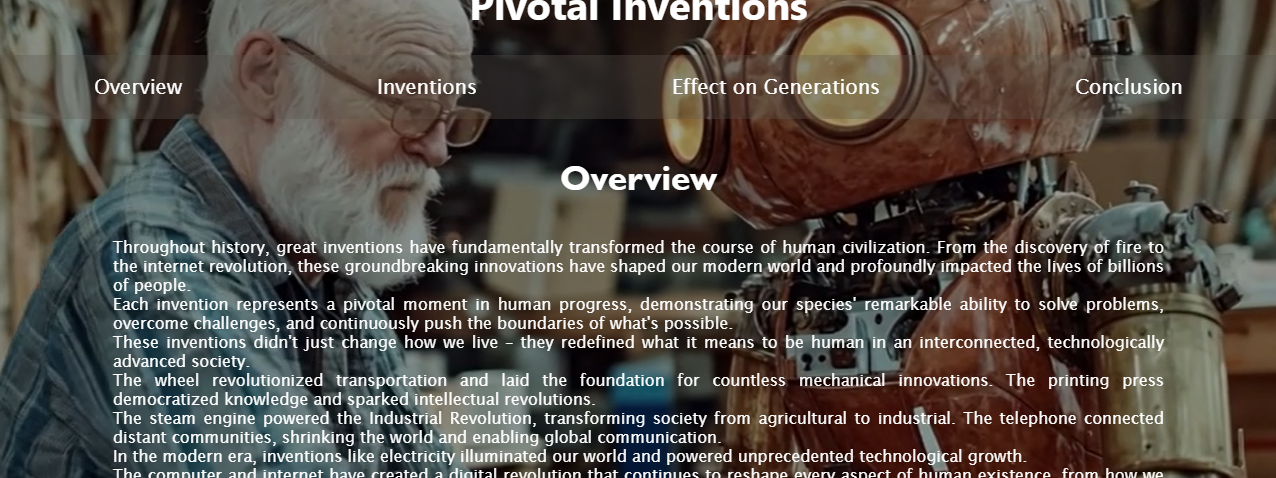 Pivotal Inventions
Overview
Inventions
Effect on Generations
Conclusion
Overview
Throughout history, great inventions have fundamentally transformed the course of human civilization. From the discovery of fire to
the internet revolution, these groundbreaking innovations have shaped our modern world and profoundly impacted the lives of billions
of people.
Each invention represents a pivotal moment in human progress, demonstrating our species' remarkable ability to solve problems,
overcome challenges, and continuously push the boundaries of what's possible.
These inventions didn't just change how we live – they redefined what it means to be human in an interconnected, technologically
advanced society.
The wheel revolutionized transportation and laid the foundation for countless mechanical innovations. The printing press
democratized knowledge and sparked intellectual revolutions.
The steam engine powered the Industrial Revolution, transforming society from agricultural to industrial. The telephone connected
distant communities, shrinking the world and enabling global communication.
In the modern era, inventions like electricity illuminated our world and powered unprecedented technological growth.
The computer and internet have created a digital revolution that continues to reshape every aspect of human existence, from how we